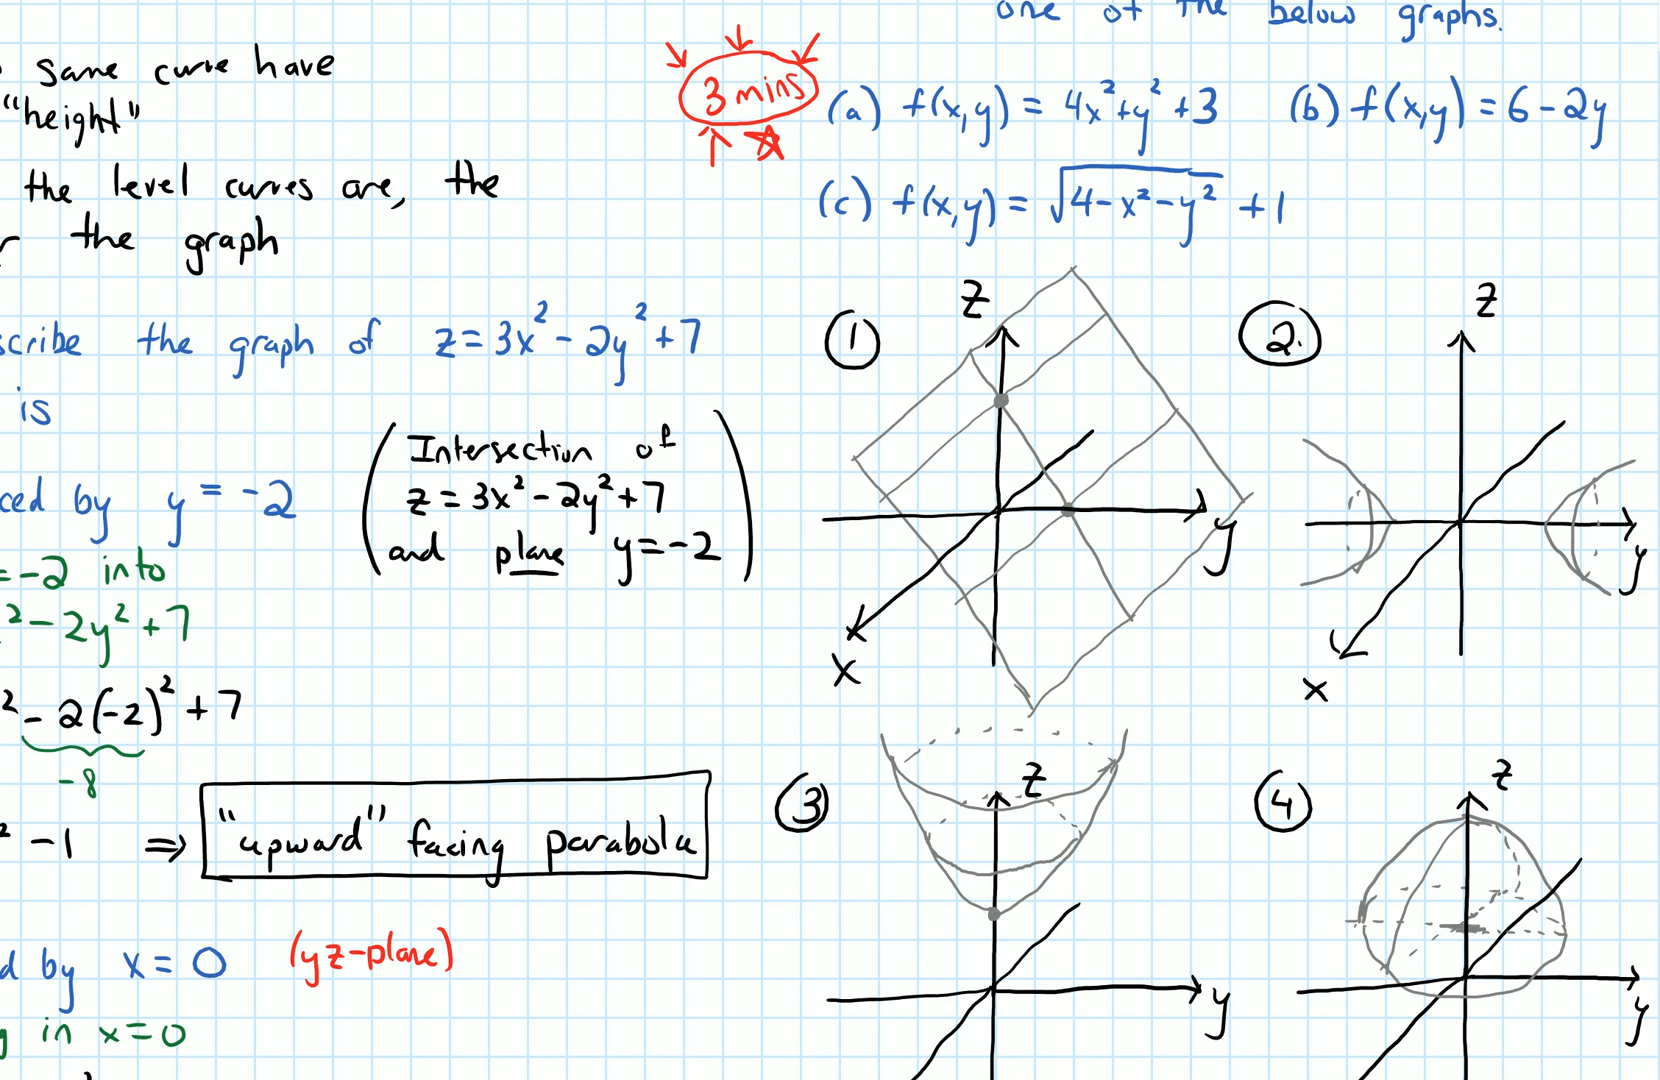 one of the below graphs.
same curve have
"height"
3 mins
(a) f(x,y) = 4x²+y²+3 (b) f(x,y) = 6-2y
the level curves are, the
(c) f(x,y) = √(4-x²-y²) + 1
the graph
scribe the graph of z = 3x² - 2y² + 7
is
ced by y = -2
(Intersection of
z = 3x² - 2y² + 7
and plane y = -2)
= -2 into
² - 2y² + 7
² - 2(-2)² + 7
-8
² - 1 ⇒ "upward" facing parabola
d by x = 0 (yz-plane)
g in x = 0
① z y x
② z y x
③ z y
④ z y